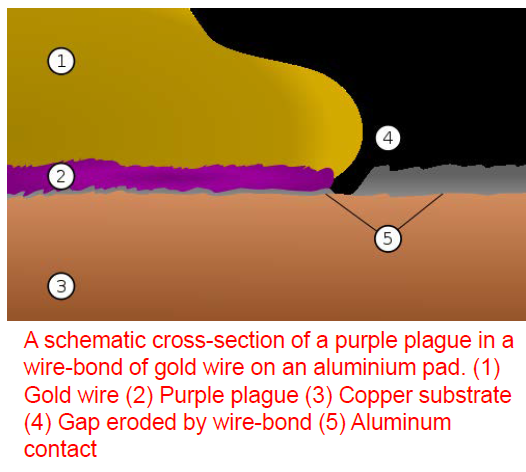 1
4
2
5
3
A schematic cross-section of a purple plague in a
wire-bond of gold wire on an aluminium pad. (1)
Gold wire (2) Purple plague (3) Copper substrate
(4) Gap eroded by wire-bond (5) Aluminum
contact